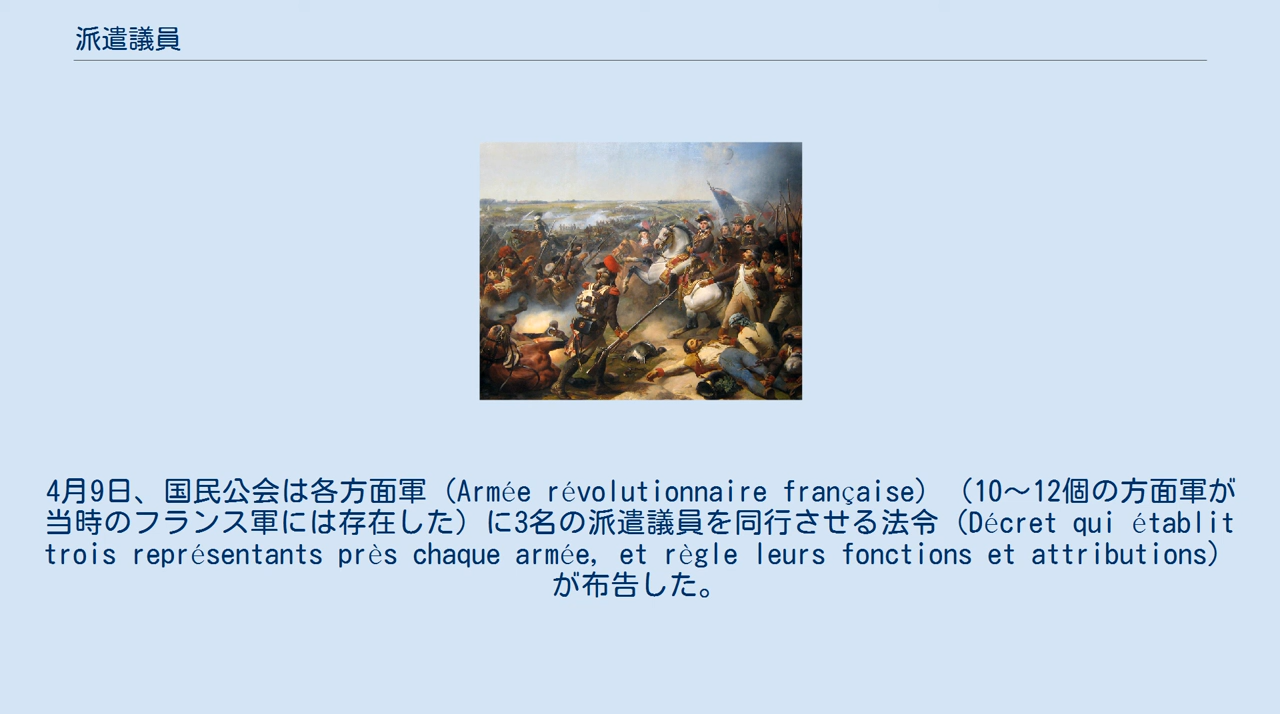 派遣議員
4月9日、国民公会は各方面軍（Armée révolutionnaire française）（10～12個の方面軍が
当時のフランス軍には存在した）に3名の派遣議員を同行させる法令（Décret qui établit
trois représentants près chaque armée, et règle leurs fonctions et attributions）
が布告した。